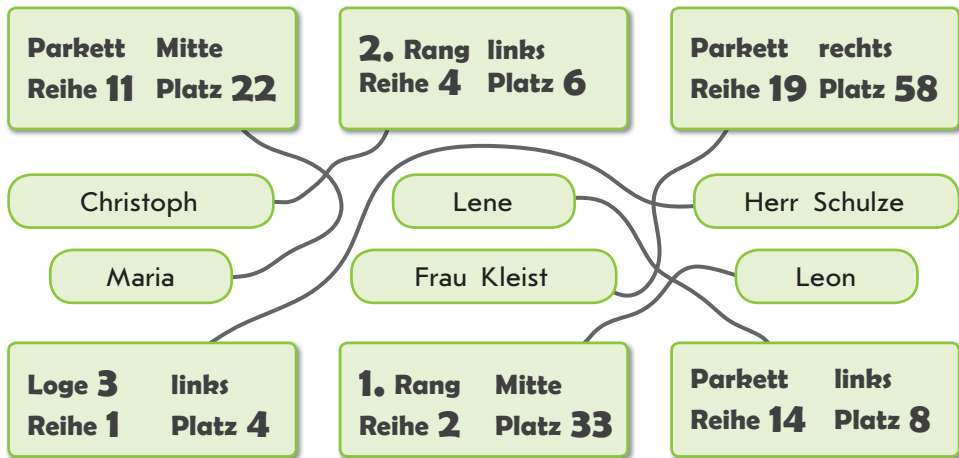 Parkett Mitte
Reihe 11 Platz 22
2. Rang links
Reihe 4 Platz 6
Parkett rechts
Reihe 19 Platz 58
Christoph
Lene
Herr Schulze
Maria
Frau Kleist
Leon
Loge 3 links
Reihe 1 Platz 4
1. Rang Mitte
Reihe 2 Platz 33
Parkett links
Reihe 14 Platz 8